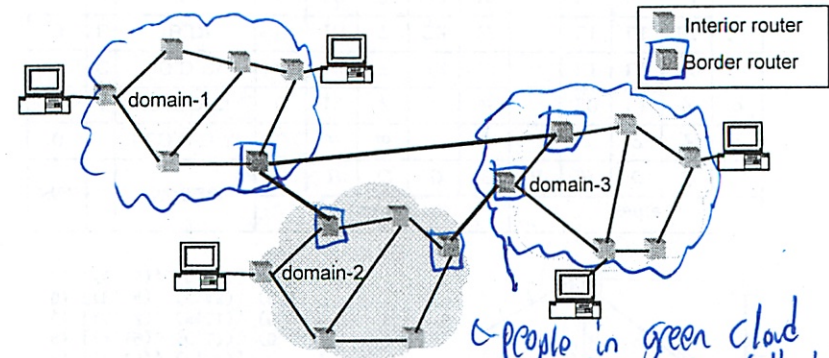 Interior router
Border router
domain-1
domain-3
domain-2
people in green cloud